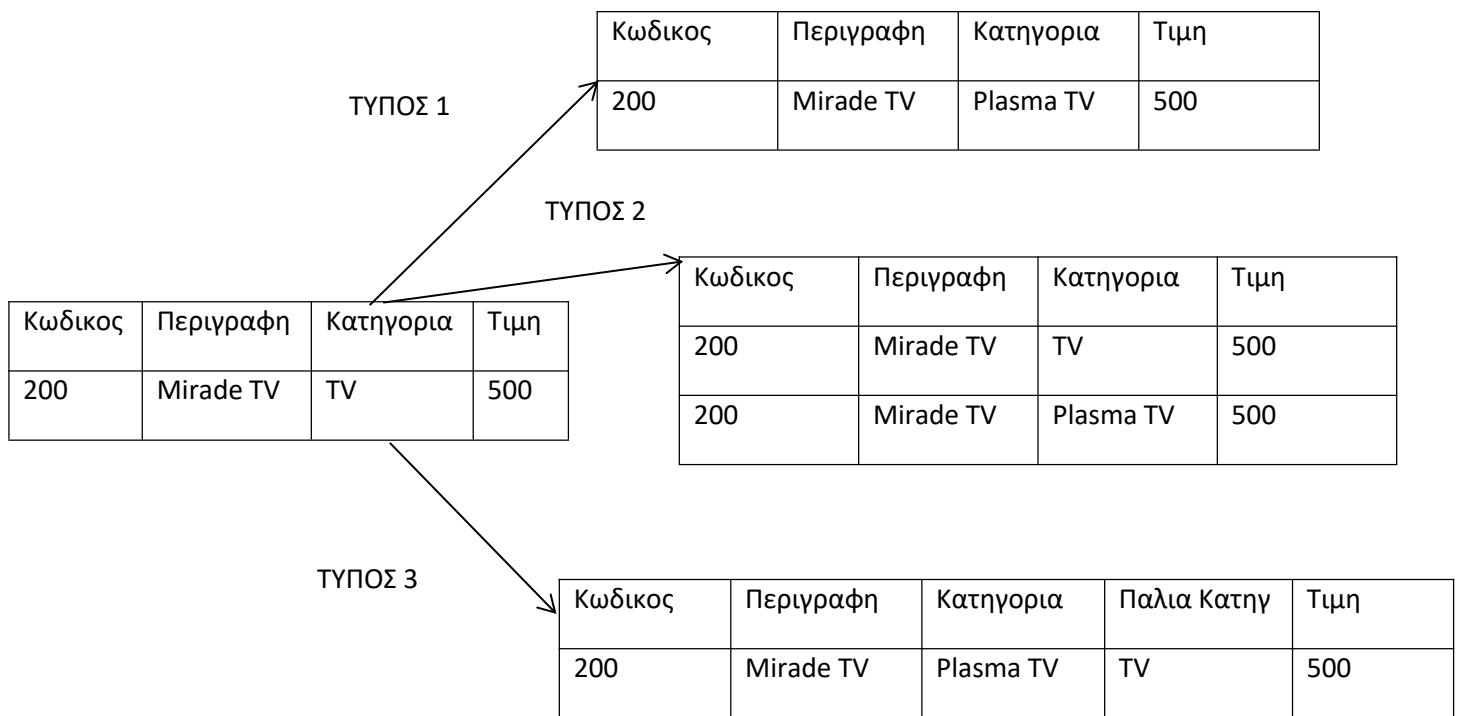 Κωδικος Περιγραφη Κατηγορια Τιμη
200 Mirade TV Plasma TV 500
ΤΥΠΟΣ 1
ΤΥΠΟΣ 2
Κωδικος Περιγραφη Κατηγορια Τιμη
200 Mirade TV TV 500
200 Mirade TV Plasma TV 500
Κωδικος Περιγραφη Κατηγορια Τιμη
200 Mirade TV TV 500
ΤΥΠΟΣ 3
Κωδικος Περιγραφη Κατηγορια Παλια Κατηγ Τιμη
200 Mirade TV Plasma TV TV 500